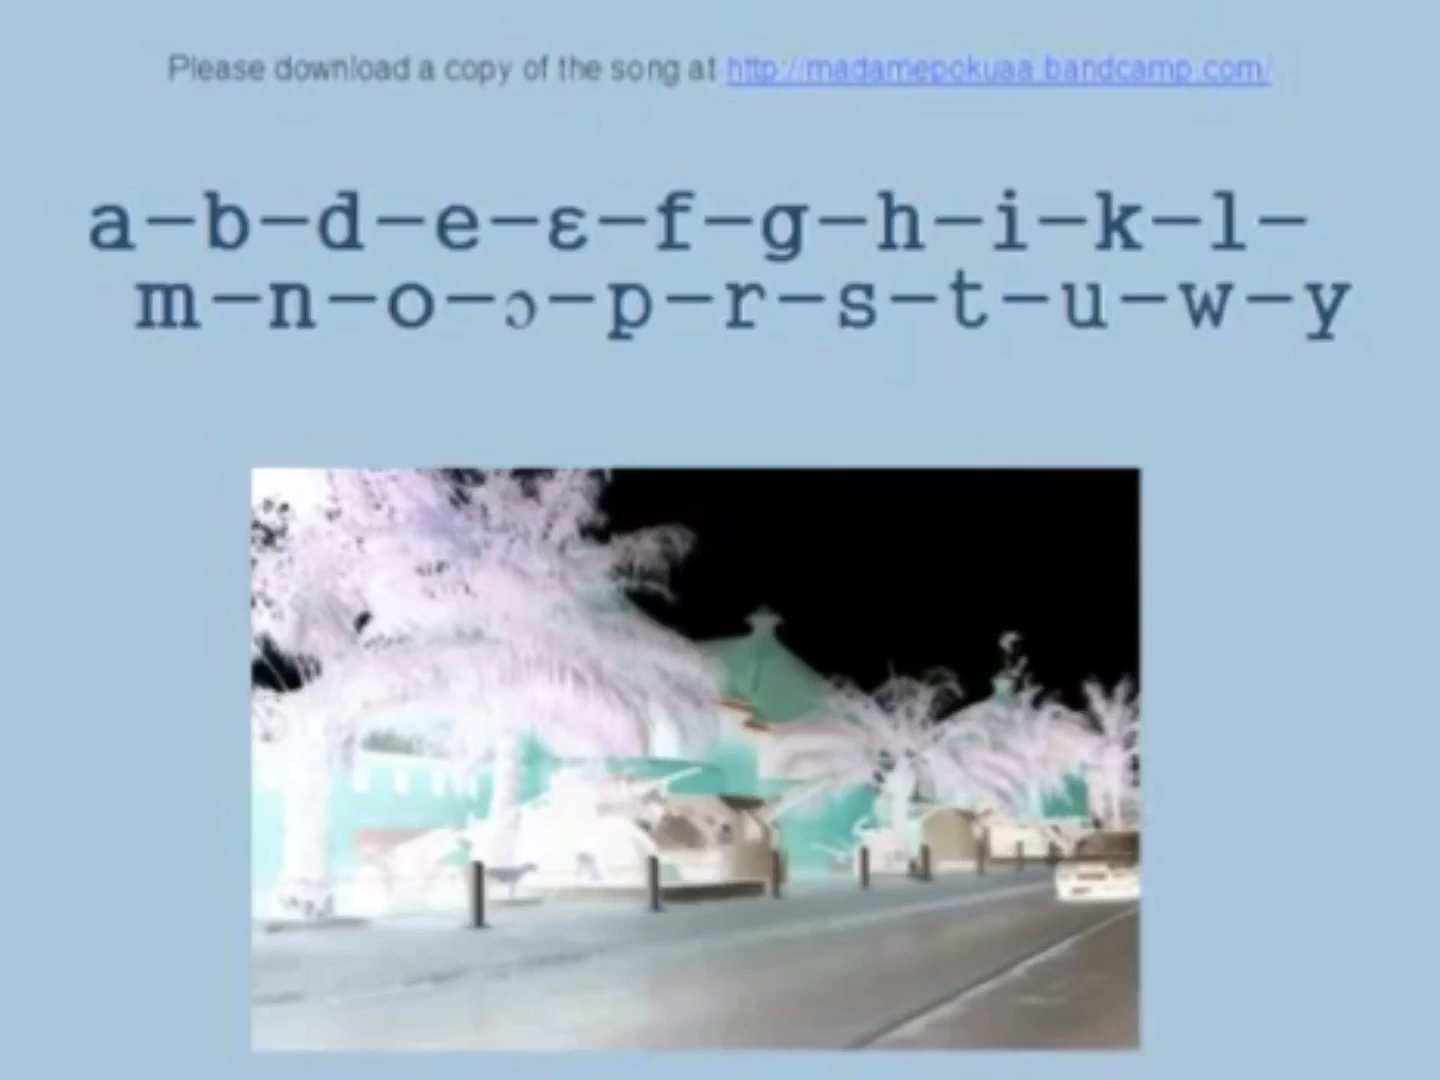 Please download a copy of the song at http://madamepokuaa.bandcamp.com/
a-b-d-e-ɛ-f-g-h-i-k-l-
m-n-o-ɔ-p-r-s-t-u-w-y